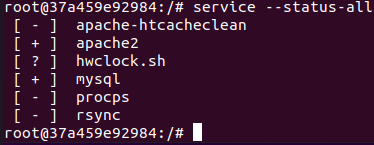 root@37a459e92984:/# service --status-all
[ - ] apache-htcacheclean
[ + ] apache2
[ ? ] hwclock.sh
[ + ] mysql
[ - ] procps
[ - ] rsync
root@37a459e92984:/#